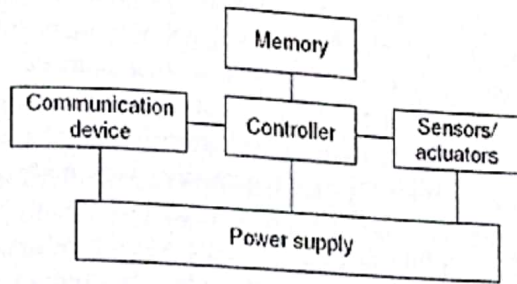 Memory
Communication
device
Controller
Sensors/
actuators
Power supply